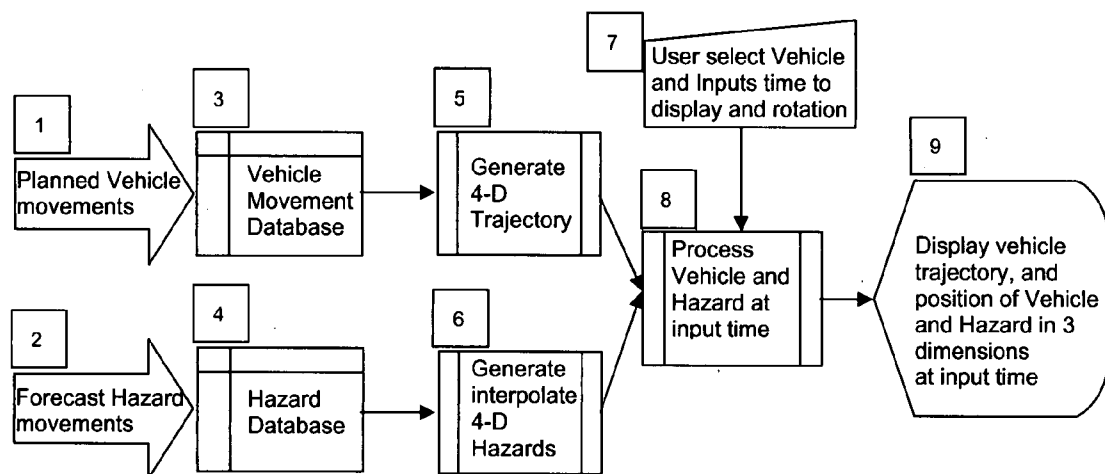 1
Planned Vehicle
movements
3
Vehicle
Movement
Database
5
Generate
4-D
Trajectory
7
User select Vehicle
and Inputs time to
display and rotation
2
Forecast Hazard
movements
4
Hazard
Database
6
Generate
interpolate
4-D
Hazards
8
Process
Vehicle and
Hazard at
input time
9
Display vehicle
trajectory, and
position of Vehicle
and Hazard in 3
dimensions
at input time